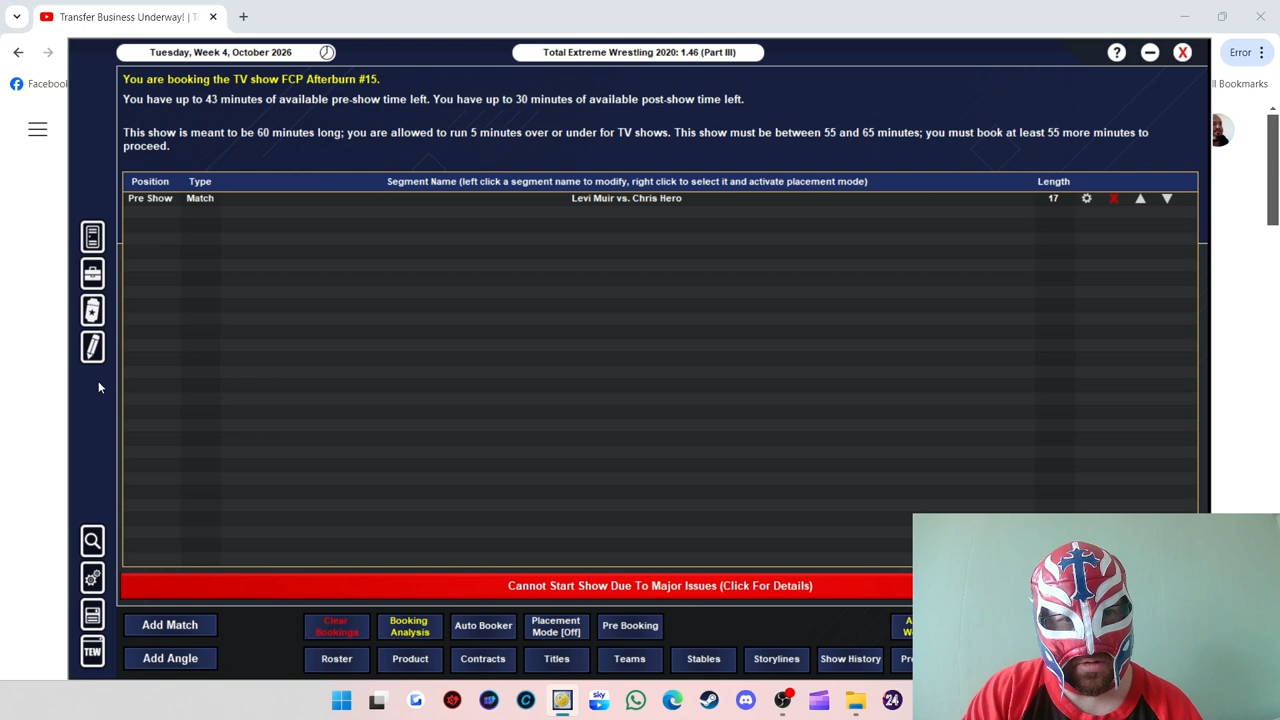 Transfer Business Underway! | T
Error
Facebook
ll Bookmarks
Tuesday, Week 4, October 2026
Total Extreme Wrestling 2020: 1.46 (Part III)
?
X
You are booking the TV show FCP Afterburn #15.
You have up to 43 minutes of available pre-show time left. You have up to 30 minutes of available post-show time left.
This show is meant to be 60 minutes long; you are allowed to run 5 minutes over or under for TV shows. This show must be between 55 and 65 minutes; you must book at least 55 more minutes to
proceed.
Position Type Segment Name (left click a segment name to modify, right click to select it and activate placement mode) Length
Pre Show Match Levi Muir vs. Chris Hero 17
TEW
Cannot Start Show Due To Major Issues (Click For Details)
Add Match Clear Bookings Booking Analysis Auto Booker Placement Mode [Off] Pre Booking
Add Angle Roster Product Contracts Titles Teams Stables Storylines Show History Pr
sky
24